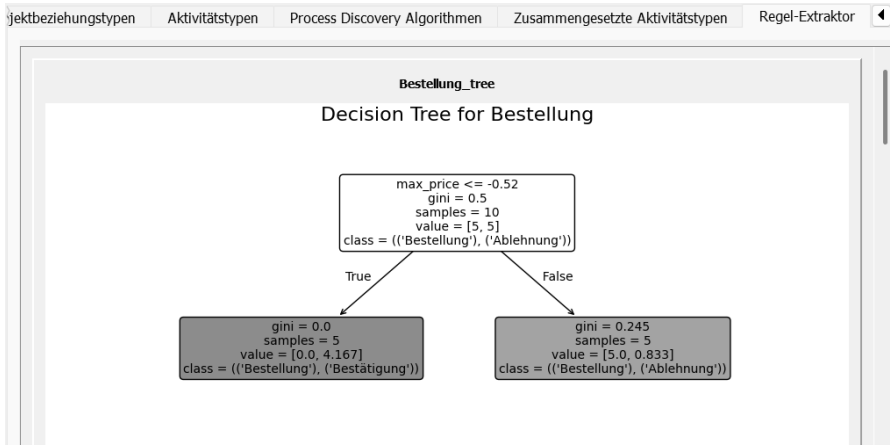 jektbeziehungstypen Aktivitätstypen Process Discovery Algorithmen Zusammengesetzte Aktivitätstypen Regel-Extraktor
Bestellung_tree
Decision Tree for Bestellung
max_price <= -0.52
gini = 0.5
samples = 10
value = [5, 5]
class = (('Bestellung'), ('Ablehnung'))
True
False
gini = 0.0
samples = 5
value = [0.0, 4.167]
class = (('Bestellung'), ('Bestätigung'))
gini = 0.245
samples = 5
value = [5.0, 0.833]
class = (('Bestellung'), ('Ablehnung'))